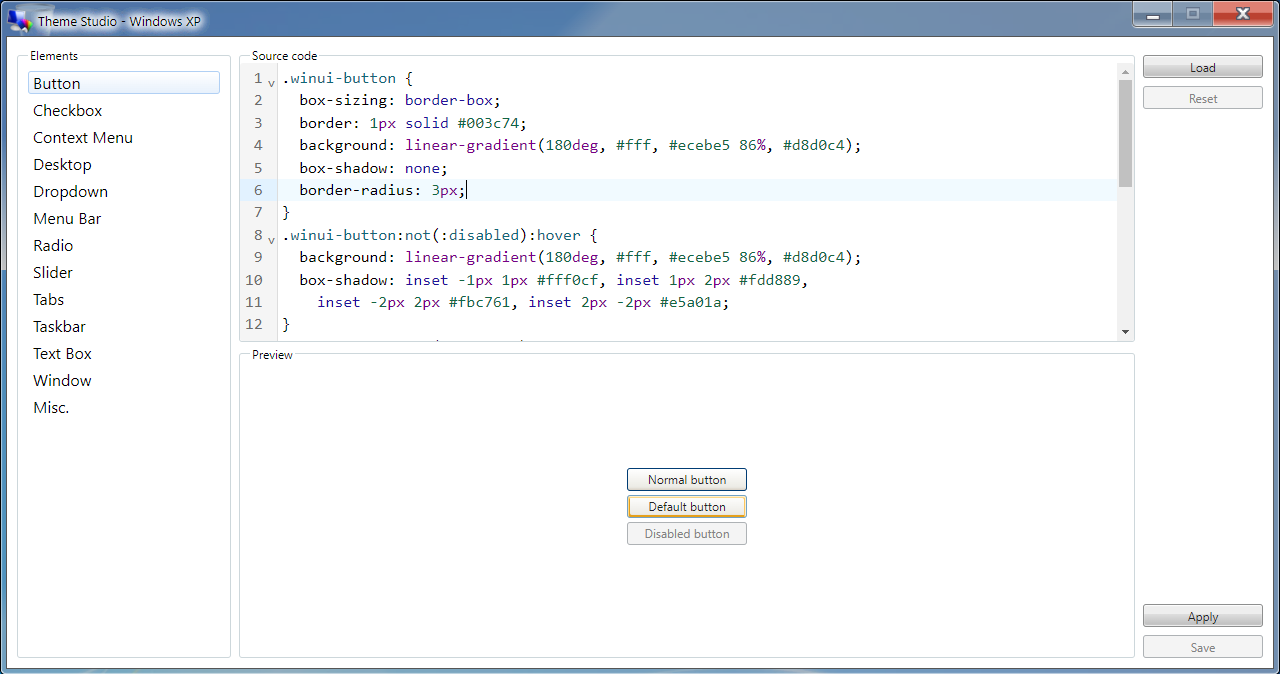 Theme Studio - Windows XP
Elements
Button
Checkbox
Context Menu
Desktop
Dropdown
Menu Bar
Radio
Slider
Tabs
Taskbar
Text Box
Window
Misc.
Source code
1 .winui-button {
2 box-sizing: border-box;
3 border: 1px solid #003c74;
4 background: linear-gradient(180deg, #fff, #ecebe5 86%, #d8d0c4);
5 box-shadow: none;
6 border-radius: 3px;
7 }
8 .winui-button:not(:disabled):hover {
9 background: linear-gradient(180deg, #fff, #ecebe5 86%, #d8d0c4);
10 box-shadow: inset -1px 1px #fff0cf, inset 1px 2px #fdd889,
11 inset -2px 2px #fbc761, inset 2px -2px #e5a01a;
12 }
Preview
Normal button
Default button
Disabled button
Load
Reset
Apply
Save